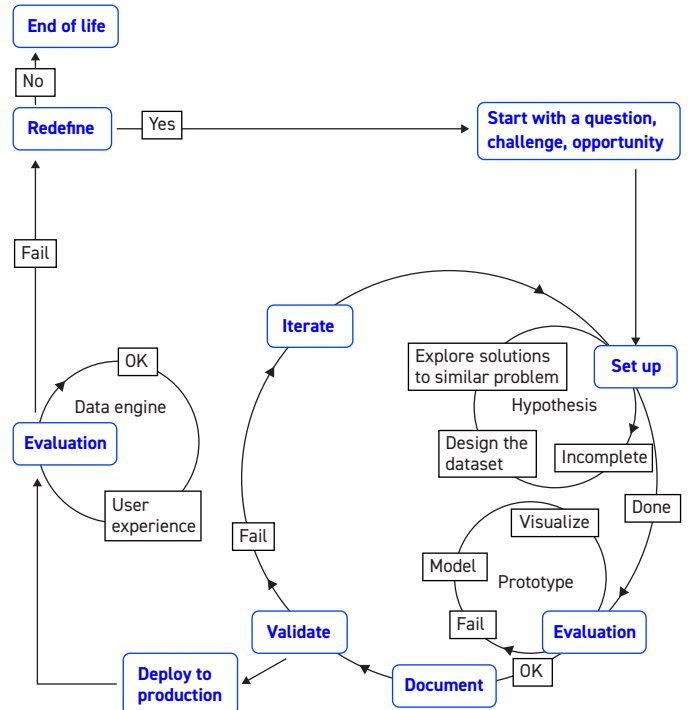 End of life
No
Redefine
Yes
Start with a question,
challenge, opportunity
Fail
Iterate
Explore solutions
to similar problem
Set up
Hypothesis
OK
Data engine
Evaluation
Design the
dataset
Incomplete
User
experience
Done
Visualize
Fail
Model
Prototype
Fail
Validate
Evaluation
OK
Deploy to
production
Document